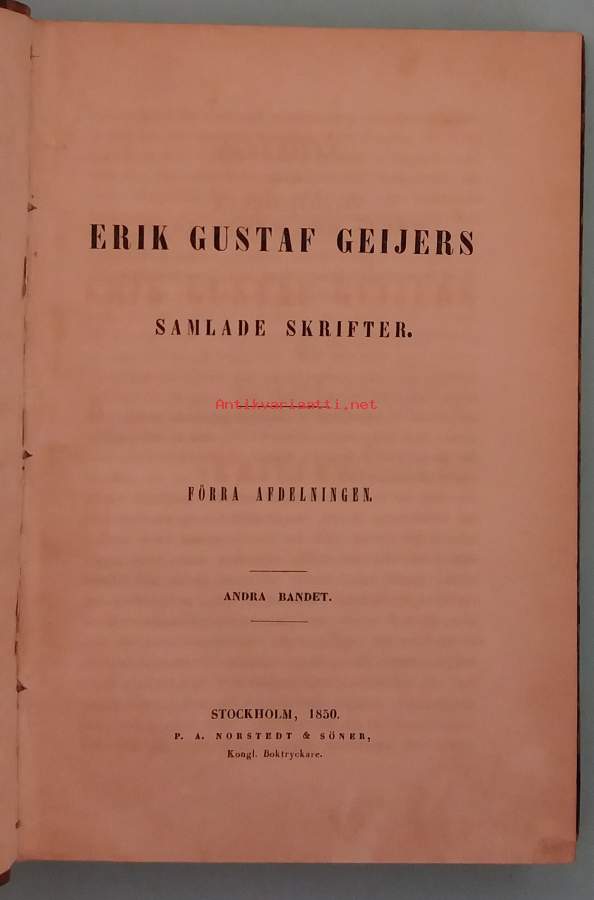 ERIK GUSTAF GEIJERS
SAMLADE SKRIFTER.
Antikvariaatti.net
FÖRRA AFDELNINGEN.
ANDRA BANDET.
STOCKHOLM, 1850.
P. A. NORSTEDT & SÖNER,
Kongl. Boktryckare.